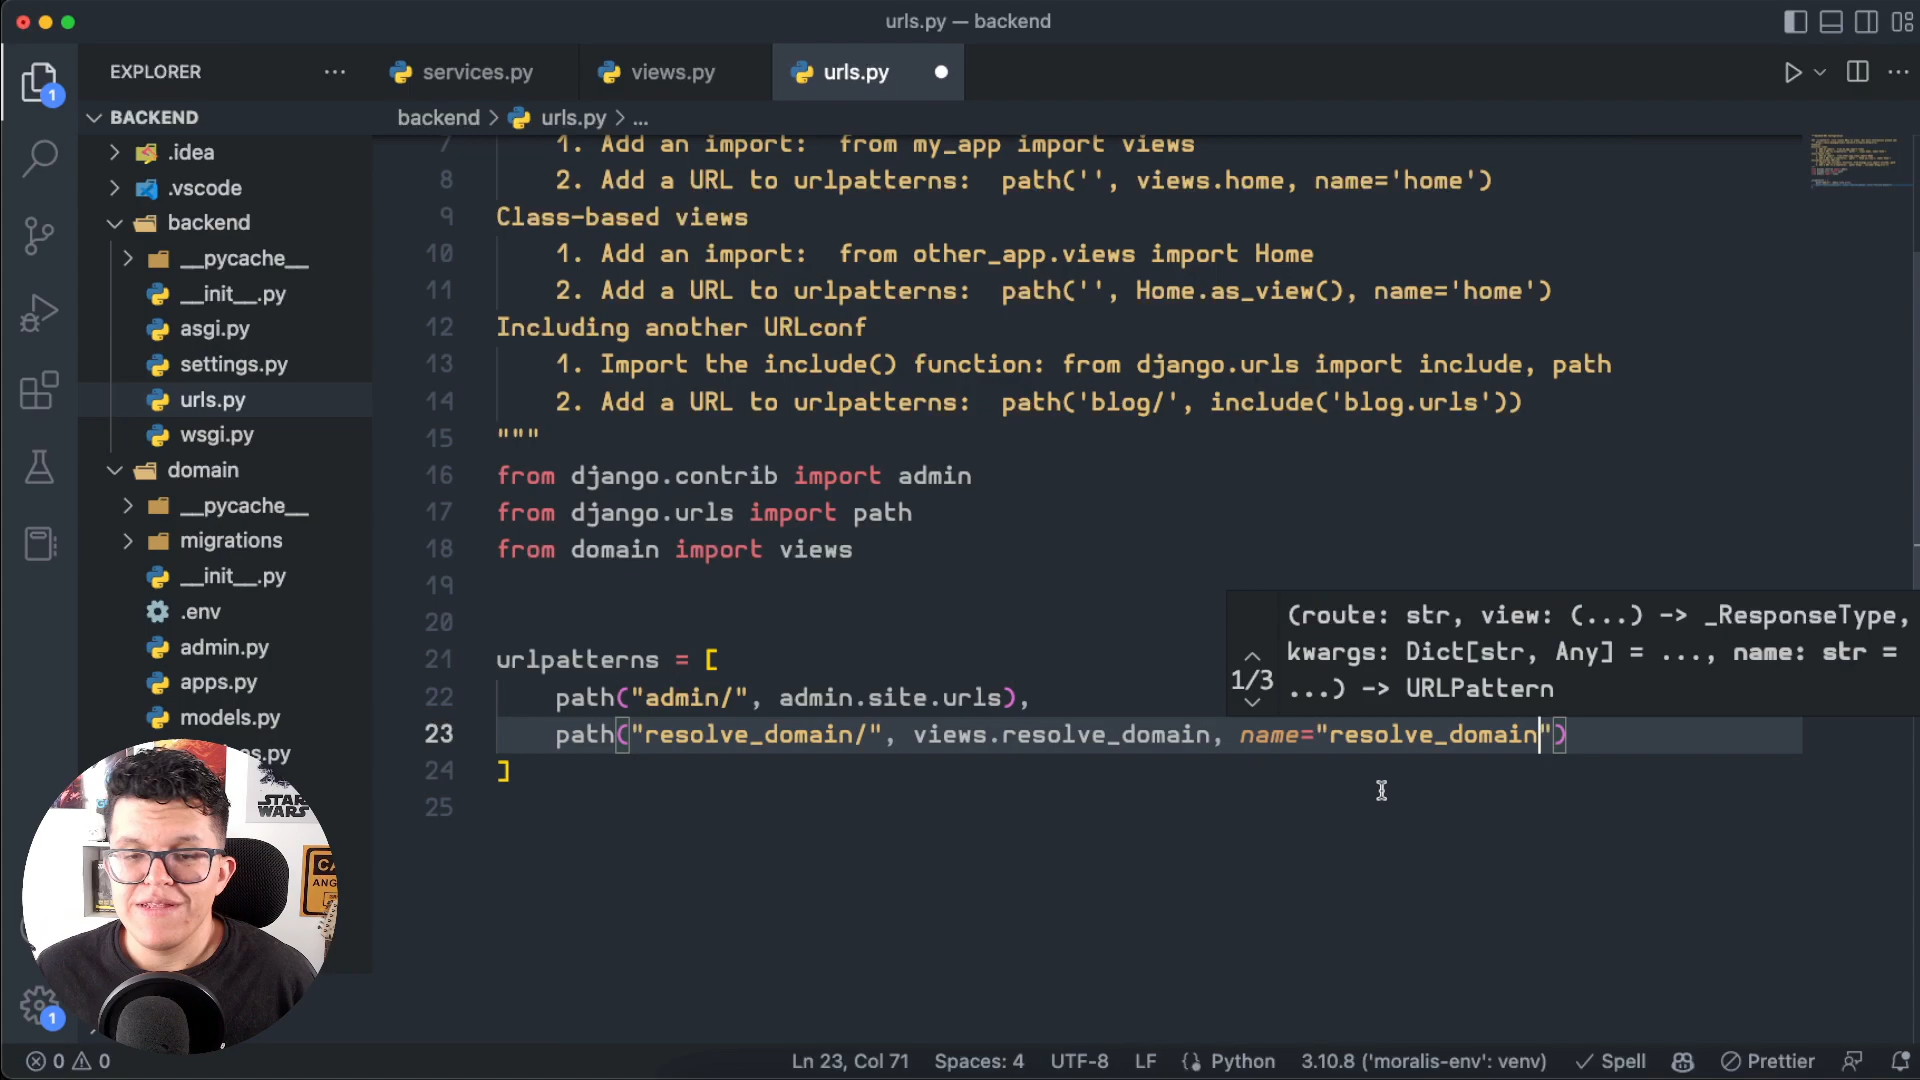 urls.py — backend
EXPLORER
services.py
views.py
urls.py
1
BACKEND
backend > urls.py > ...
.idea
.vscode
backend
__pycache__
__init__.py
asgi.py
settings.py
urls.py
wsgi.py
domain
__pycache__
migrations
__init__.py
.env
admin.py
apps.py
models.py
es.py
7 1. Add an import: from my_app import views
8 2. Add a URL to urlpatterns: path('', views.home, name='home')
9 Class-based views
10 1. Add an import: from other_app.views import Home
11 2. Add a URL to urlpatterns: path('', Home.as_view(), name='home')
12 Including another URLconf
13 1. Import the include() function: from django.urls import include, path
14 2. Add a URL to urlpatterns: path('blog/', include('blog.urls'))
15 """
16 from django.contrib import admin
17 from django.urls import path
18 from domain import views
19
20
21 urlpatterns = [
22 path("admin/", admin.site.urls),
23 path("resolve_domain/", views.resolve_domain, name="resolve_domain")
24 ]
25
(route: str, view: (...) -> _ResponseType,
kwargs: Dict[str, Any] = ..., name: str =
1/3
...) -> URLPattern
STAR
WARS
CA
ANG
1
0 0
Ln 23, Col 71 Spaces: 4 UTF-8 LF Python 3.10.8 ('moralis-env': venv) Spell Prettier